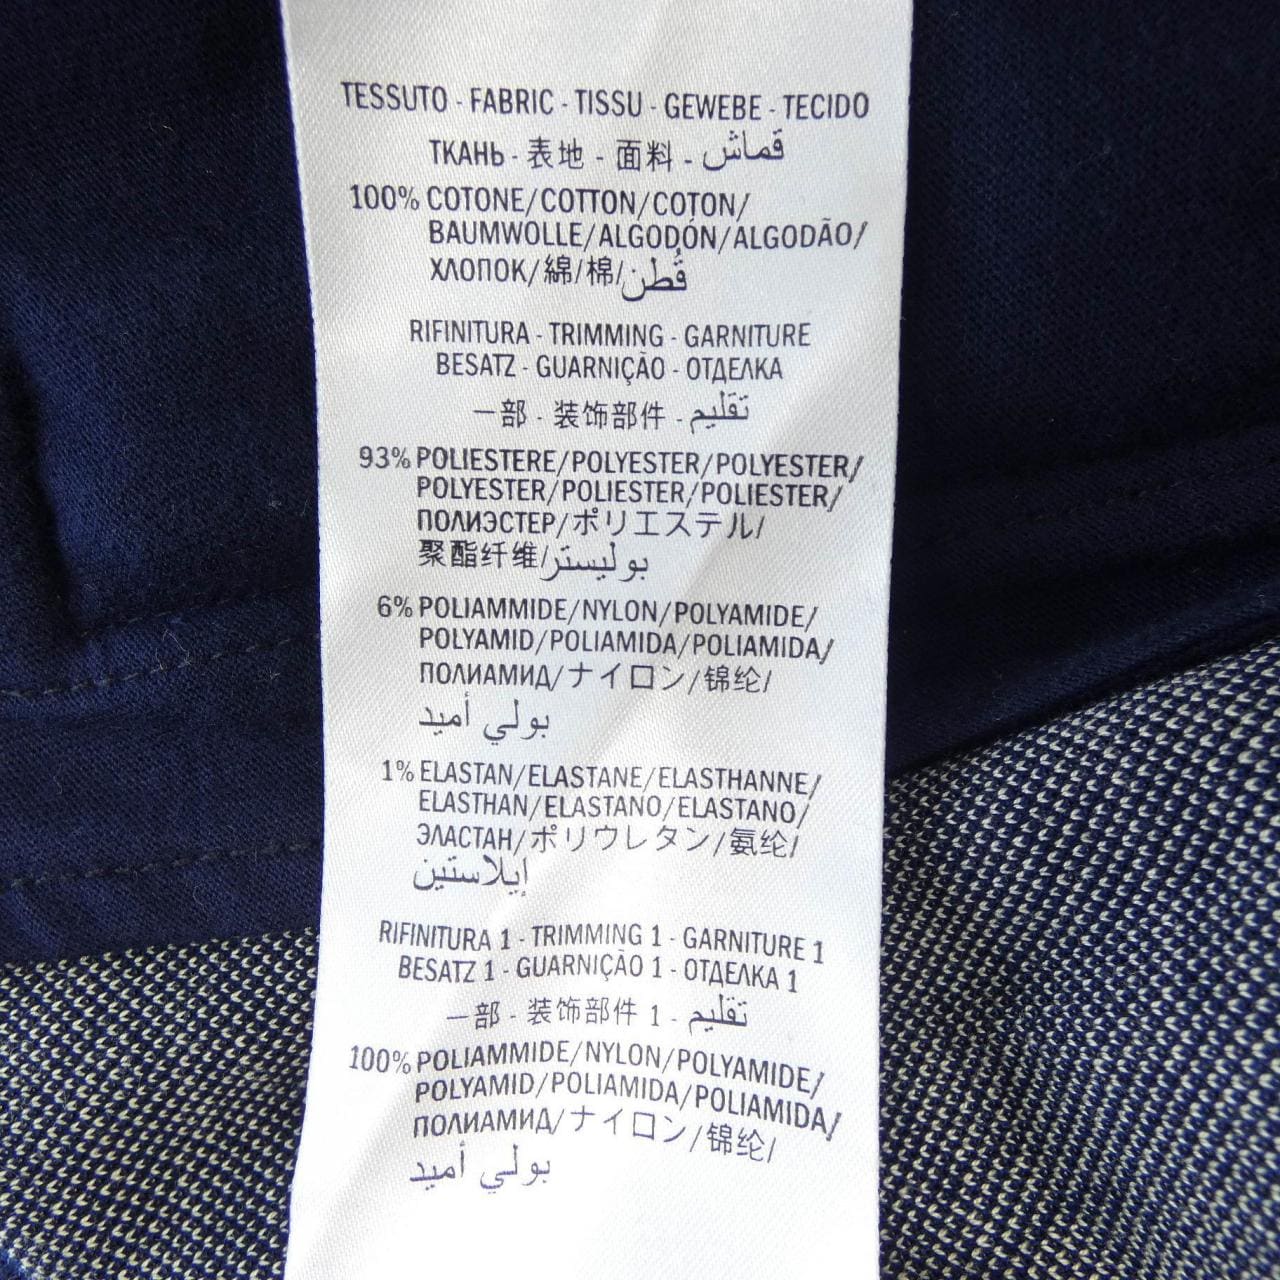 TESSUTO - FABRIC - TISSU - GEWEBE - TECIDO
ТКАНЬ - 表地 - 面料 - قماش
100% COTONE/COTTON/COTON/
BAUMWOLLE/ALGODÓN/ALGODÃO/
ХЛОПОК/綿/棉/قُطن
RIFINITURA - TRIMMING - GARNITURE
BESATZ - GUARNIÇÃO - ОТДЕЛКА
一部 - 装饰部件 - تقليم
93% POLIESTERE/POLYESTER/POLYESTER/
POLYESTER/POLIESTER/POLIESTER/
ПОЛИЭСТЕР/ポリエステル/
聚酯纤维/بوليستر
6% POLIAMMIDE/NYLON/POLYAMIDE/
POLYAMID/POLIAMIDA/POLIAMIDA/
ПОЛИАМИД/ナイロン/锦纶/
بولي أميد
1% ELASTAN/ELASTANE/ELASTHANNE/
ELASTHAN/ELASTANO/ELASTANO/
ЭЛАСТАН/ポリウレタン/氨纶/
إيلاستين
RIFINITURA 1 - TRIMMING 1 - GARNITURE 1
BESATZ 1 - GUARNIÇÃO 1 - ОТДЕЛКА 1
一部 - 装饰部件 1 - تقليم
100% POLIAMMIDE/NYLON/POLYAMIDE/
POLYAMID/POLIAMIDA/POLIAMIDA/
ПОЛИАМИД/ナイロン/锦纶/
بولي أميد